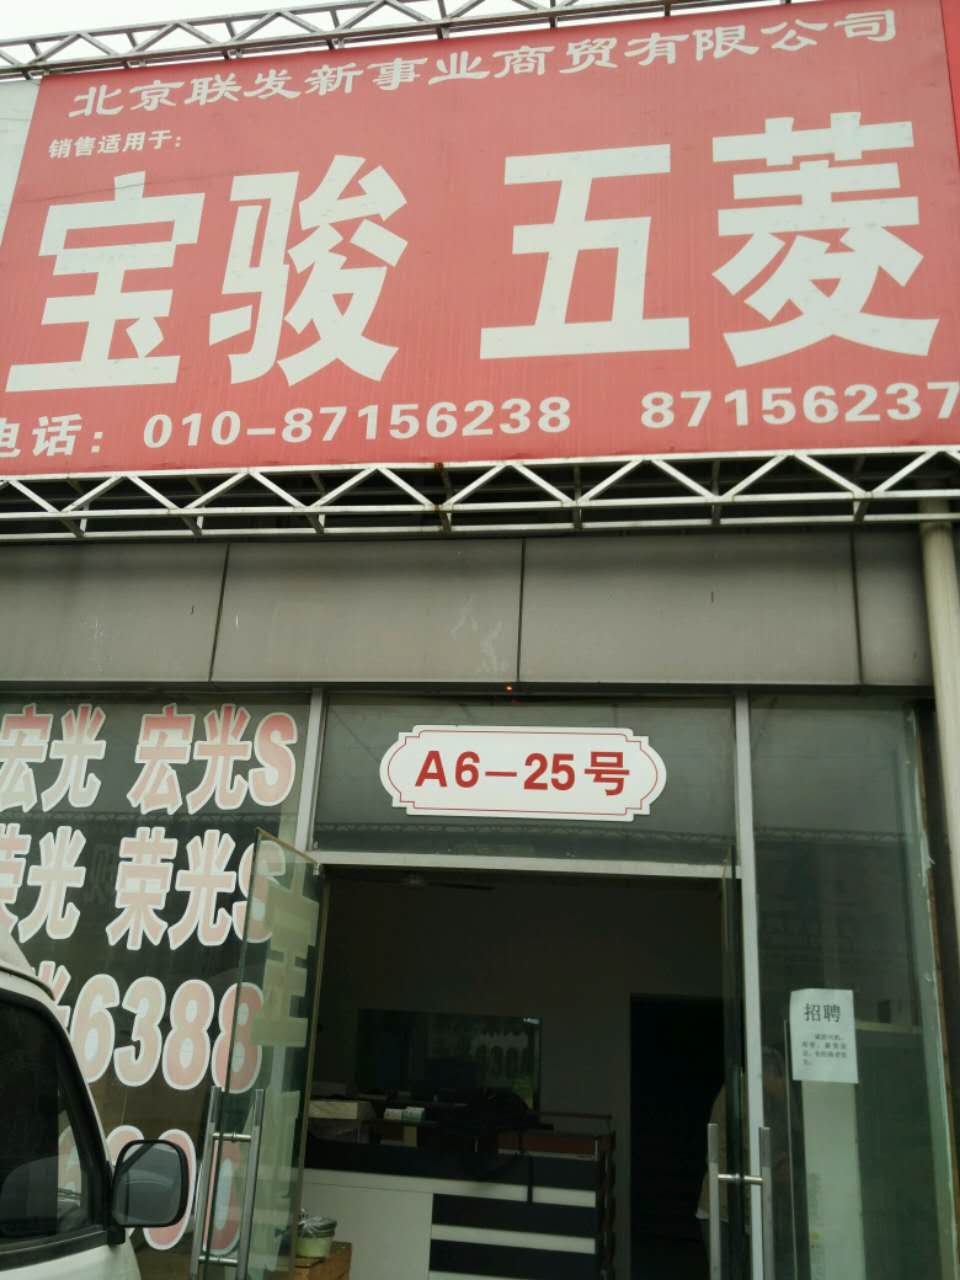 北京联发新事业商贸有限公司
销售适用于：
宝骏 五菱
电话：010-87156238 87156237
A6-25号
宏光 宏光S
荣光 荣光S
6388
招聘